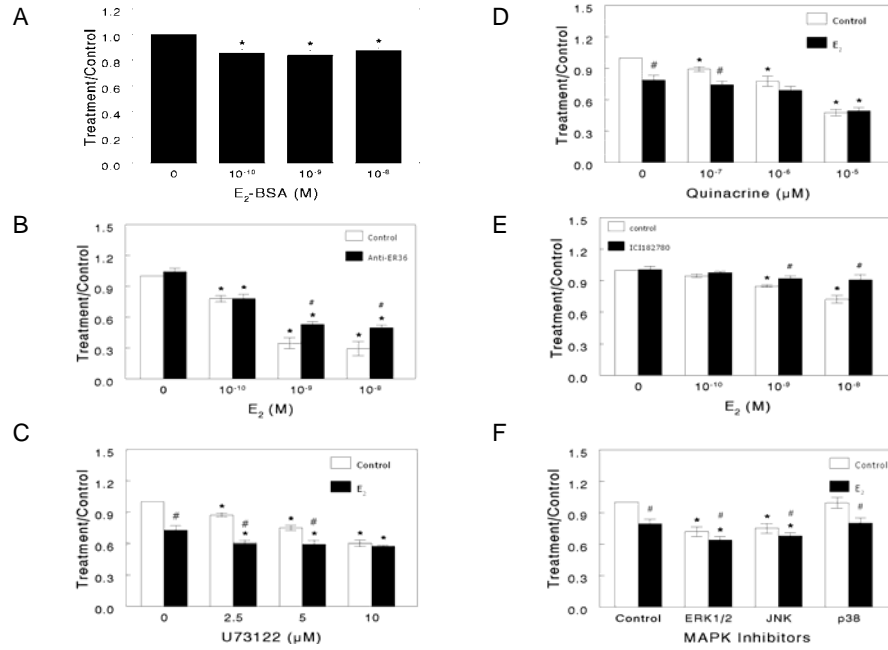 A
Treatment/Control
1.2
1.0
0.8
0.6
0.4
0.2
0.0
*
*
*
0
10⁻¹⁰
10⁻⁹
10⁻⁸
E₂-BSA (M)
B
Treatment/Control
1.5
1.2
0.9
0.6
0.3
0.0
Control
Anti-ER36
* *
*
#
*
*
#
*
0
10⁻¹⁰
10⁻⁹
10⁻⁸
E₂ (M)
C
Treatment/Control
1.5
1.2
0.9
0.6
0.3
0.0
Control
E₂
#
*
#
*
*
#
*
* *
0
2.5
5
10
U73122 (µM)
D
Treatment/Control
1.5
1.2
0.9
0.6
0.3
0.0
Control
E₂
#
* #
*
* *
0
10⁻⁷
10⁻⁶
10⁻⁵
Quinacrine (µM)
E
Treatment/Control
1.5
1.2
0.9
0.6
0.3
0.0
control
ICI182780
* #
* #
0
10⁻¹⁰
10⁻⁹
10⁻⁸
E₂ (M)
F
Treatment/Control
1.5
1.2
0.9
0.6
0.3
0.0
Control
E₂
#
*
#
*
*
#
*
#
Control
ERK1/2
JNK
p38
MAPK Inhibitors